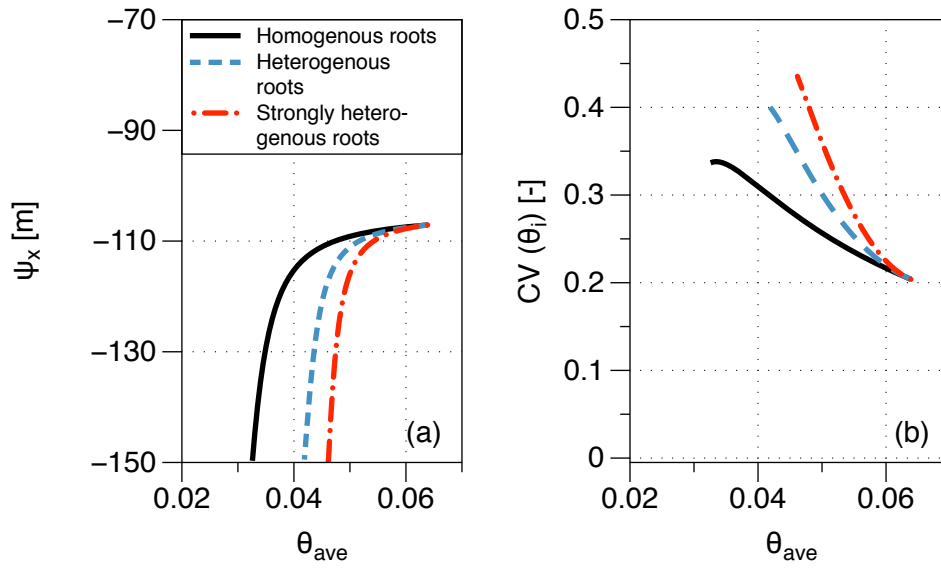 −70
−90
−110
−130
−150
ψx [m]
Homogenous roots
Heterogenous
roots
Strongly hetero-
genous roots
(a)
0.02
0.04
0.06
θave
0.5
0.4
0.3
0.2
0.1
0
CV (θi) [-]
(b)
0.02
0.04
0.06
θave